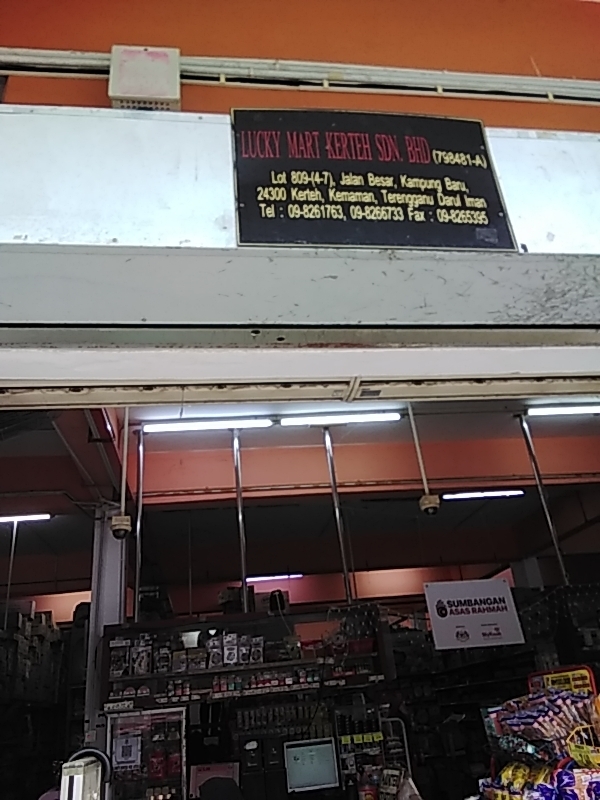 LUCKY MART KERTEH SDN. BHD (798481-A)
Lot 809-(4-7), Jalan Besar, Kampung Baru,
24300 Kerteh, Kemaman, Terengganu Darul Iman
Tel : 09-8261763, 09-8266733 Fax : 09-8265395
SUMBANGAN
ASAS RAHMAH